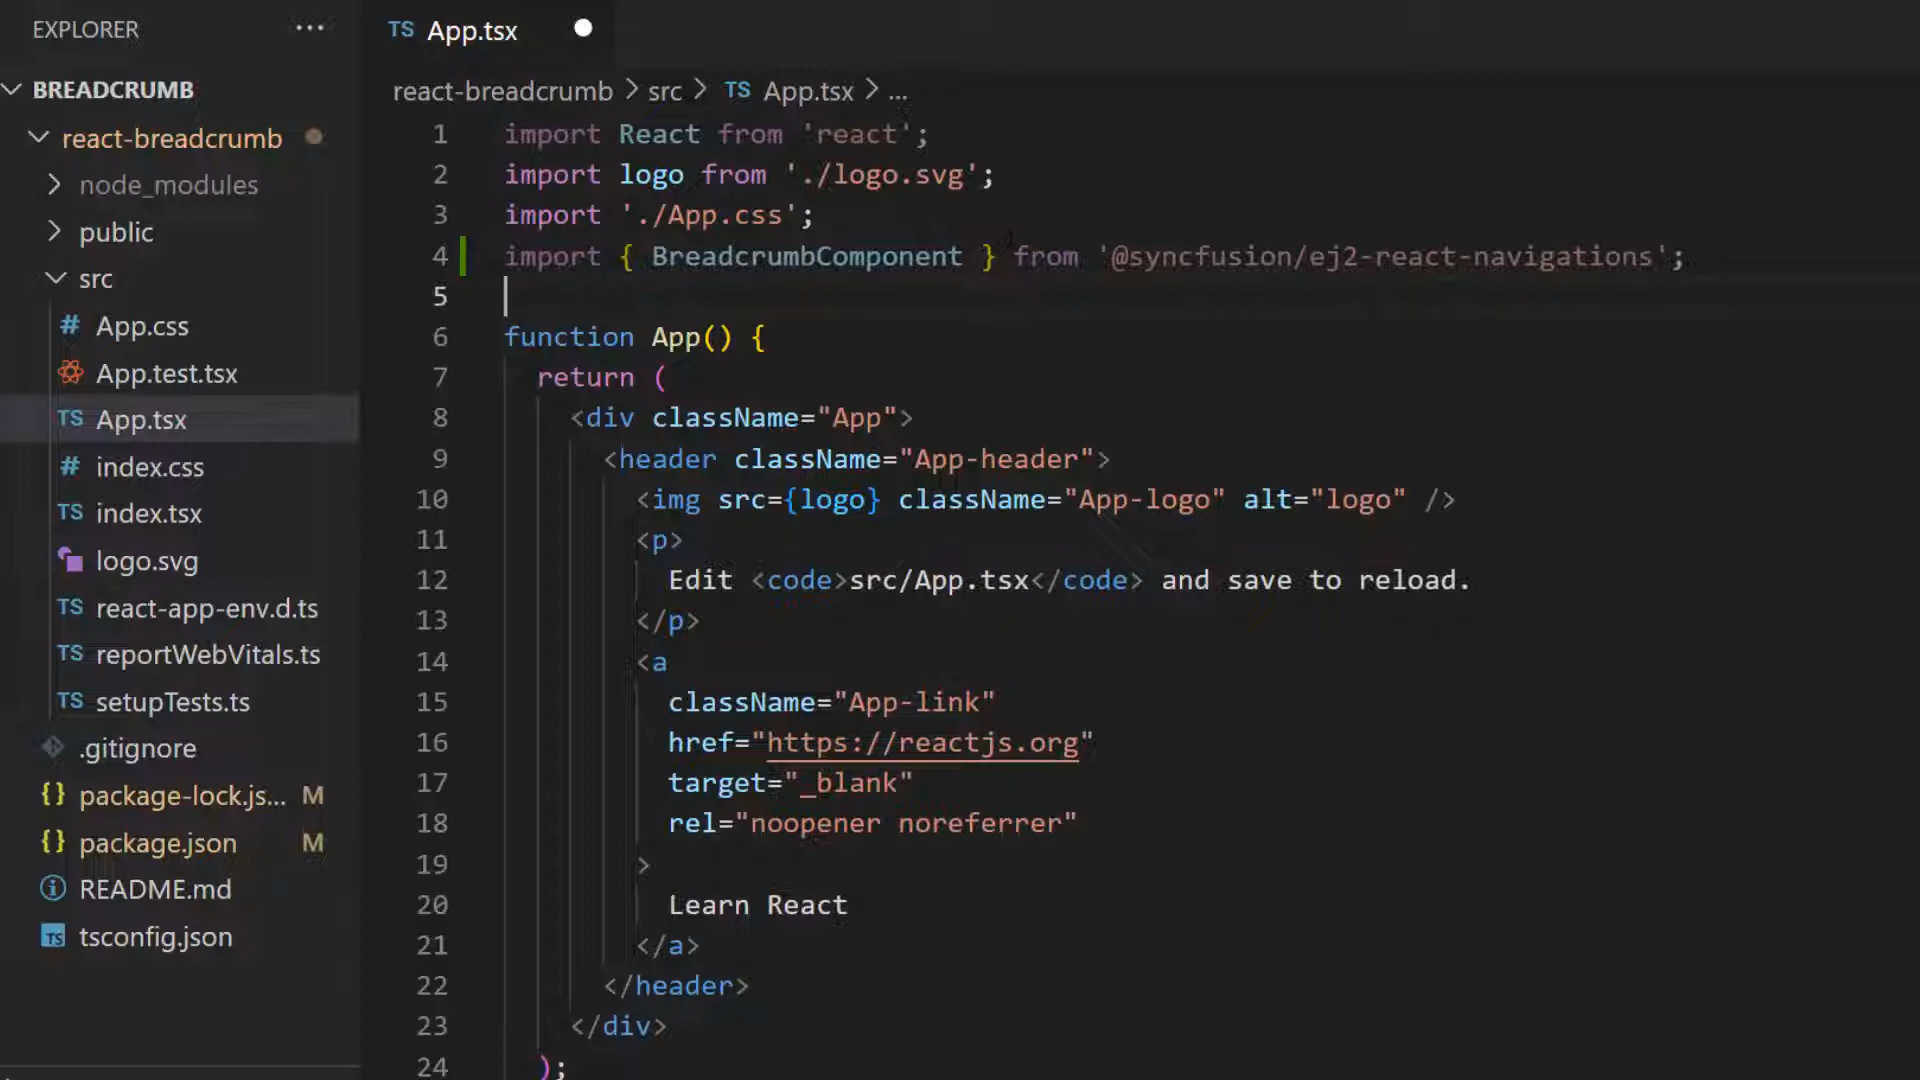 EXPLORER ...
BREADCRUMB
react-breadcrumb
node_modules
public
src
# App.css
App.test.tsx
TS App.tsx
# index.css
TS index.tsx
logo.svg
TS react-app-env.d.ts
TS reportWebVitals.ts
TS setupTests.ts
.gitignore
{} package-lock.js... M
{} package.json M
README.md
TS tsconfig.json
TS App.tsx
react-breadcrumb > src > TS App.tsx > ...
1 import React from 'react';
2 import logo from './logo.svg';
3 import './App.css';
4 import { BreadcrumbComponent } from '@syncfusion/ej2-react-navigations';
5
6 function App() {
7 return (
8 <div className="App">
9 <header className="App-header">
10 <img src={logo} className="App-logo" alt="logo" />
11 <p>
12 Edit <code>src/App.tsx</code> and save to reload.
13 </p>
14 <a
15 className="App-link"
16 href="https://reactjs.org"
17 target="_blank"
18 rel="noopener noreferrer"
19 >
20 Learn React
21 </a>
22 </header>
23 </div>
24 );